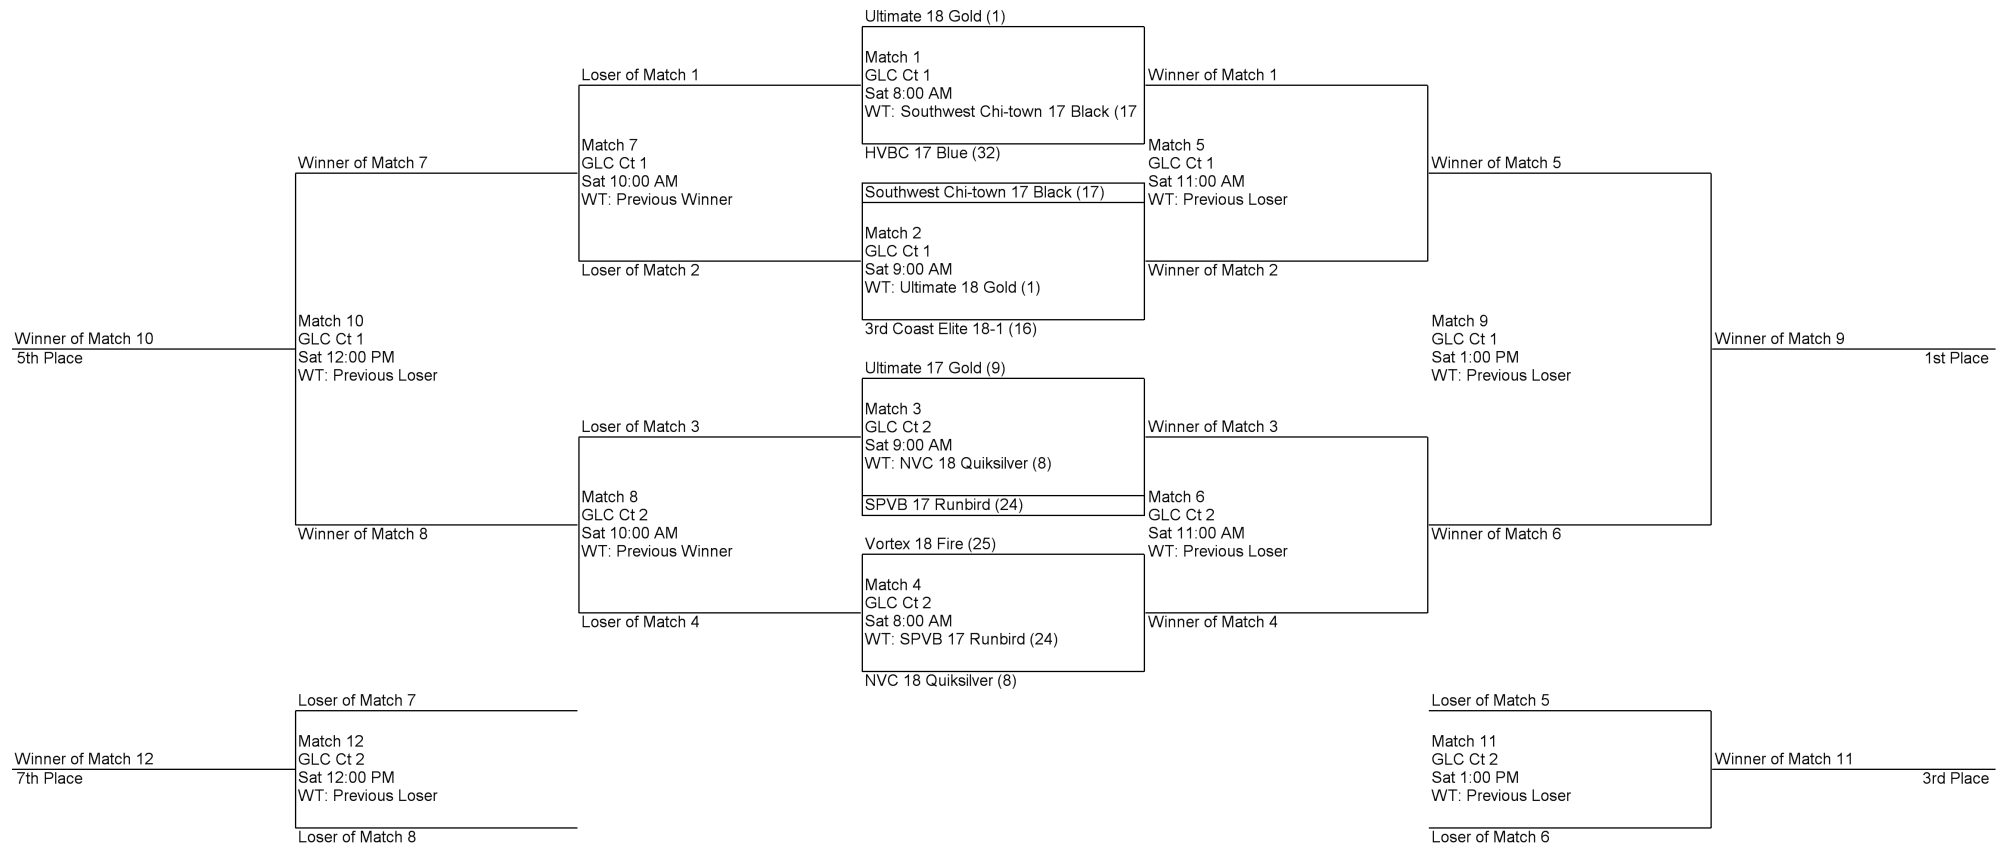 Ultimate 18 Gold (1)
Match 1
GLC Ct 1
Sat 8:00 AM
WT: Southwest Chi-town 17 Black (17
HVBC 17 Blue (32)
Loser of Match 1
Winner of Match 1
Match 7
GLC Ct 1
Sat 10:00 AM
WT: Previous Winner
Match 5
GLC Ct 1
Sat 11:00 AM
WT: Previous Loser
Winner of Match 7
Winner of Match 5
Southwest Chi-town 17 Black (17)
Match 2
GLC Ct 1
Sat 9:00 AM
WT: Ultimate 18 Gold (1)
3rd Coast Elite 18-1 (16)
Loser of Match 2
Winner of Match 2
Winner of Match 10
5th Place
Match 10
GLC Ct 1
Sat 12:00 PM
WT: Previous Loser
Match 9
GLC Ct 1
Sat 1:00 PM
WT: Previous Loser
Winner of Match 9
1st Place
Ultimate 17 Gold (9)
Match 3
GLC Ct 2
Sat 9:00 AM
WT: NVC 18 Quiksilver (8)
SPVB 17 Runbird (24)
Loser of Match 3
Winner of Match 3
Match 8
GLC Ct 2
Sat 10:00 AM
WT: Previous Winner
Match 6
GLC Ct 2
Sat 11:00 AM
WT: Previous Loser
Winner of Match 8
Winner of Match 6
Vortex 18 Fire (25)
Match 4
GLC Ct 2
Sat 8:00 AM
WT: SPVB 17 Runbird (24)
NVC 18 Quiksilver (8)
Loser of Match 4
Winner of Match 4
Loser of Match 7
Match 12
GLC Ct 2
Sat 12:00 PM
WT: Previous Loser
Loser of Match 8
Winner of Match 12
7th Place
Loser of Match 5
Match 11
GLC Ct 2
Sat 1:00 PM
WT: Previous Loser
Loser of Match 6
Winner of Match 11
3rd Place